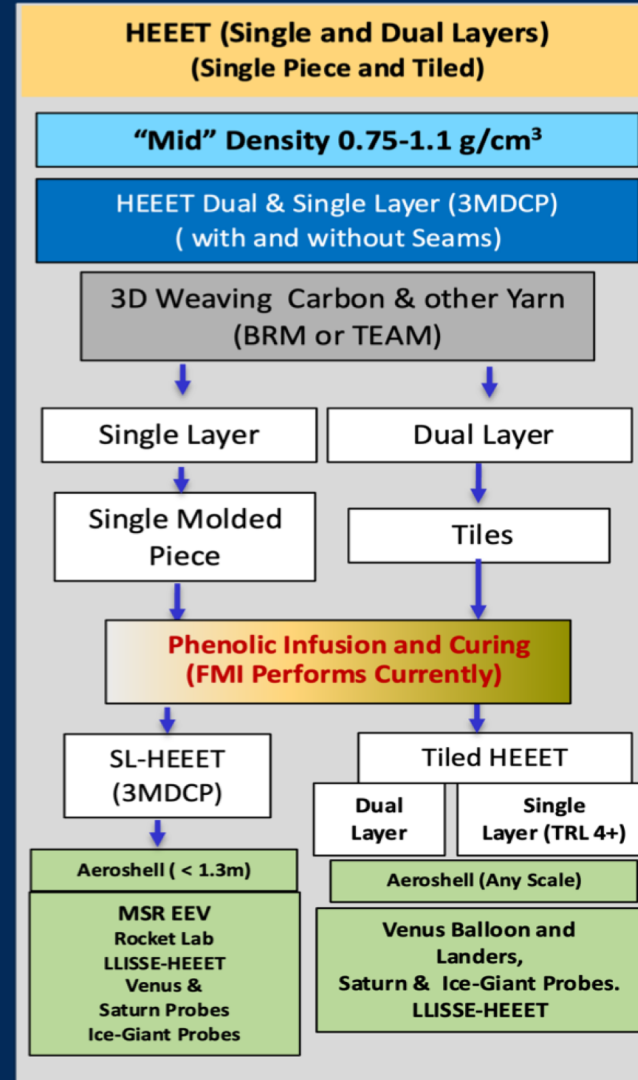 HEEET (Single and Dual Layers)
(Single Piece and Tiled)
“Mid” Density 0.75-1.1 g/cm³
HEEET Dual & Single Layer (3MDCP)
( with and without Seams)
3D Weaving Carbon & other Yarn
(BRM or TEAM)
Single Layer
Dual Layer
Single Molded
Piece
Tiles
Phenolic Infusion and Curing
(FMI Performs Currently)
SL-HEEET
(3MDCP)
Tiled HEEET
Dual
Layer
Single
Layer (TRL 4+)
Aeroshell ( < 1.3m)
Aeroshell (Any Scale)
MSR EEV
Rocket Lab
LLISSE-HEEET
Venus &
Saturn Probes
Ice-Giant Probes
Venus Balloon and
Landers,
Saturn & Ice-Giant Probes.
LLISSE-HEEET